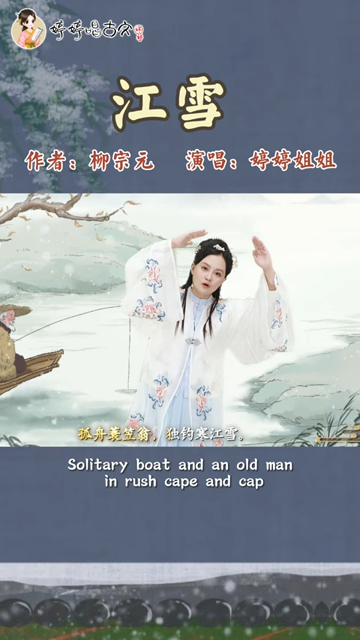 婷婷唱古文
江雪
作者：柳宗元 演唱：婷婷姐姐
孤舟蓑笠翁，独钓寒江雪。
Solitary boat and an old man
in rush cape and cap